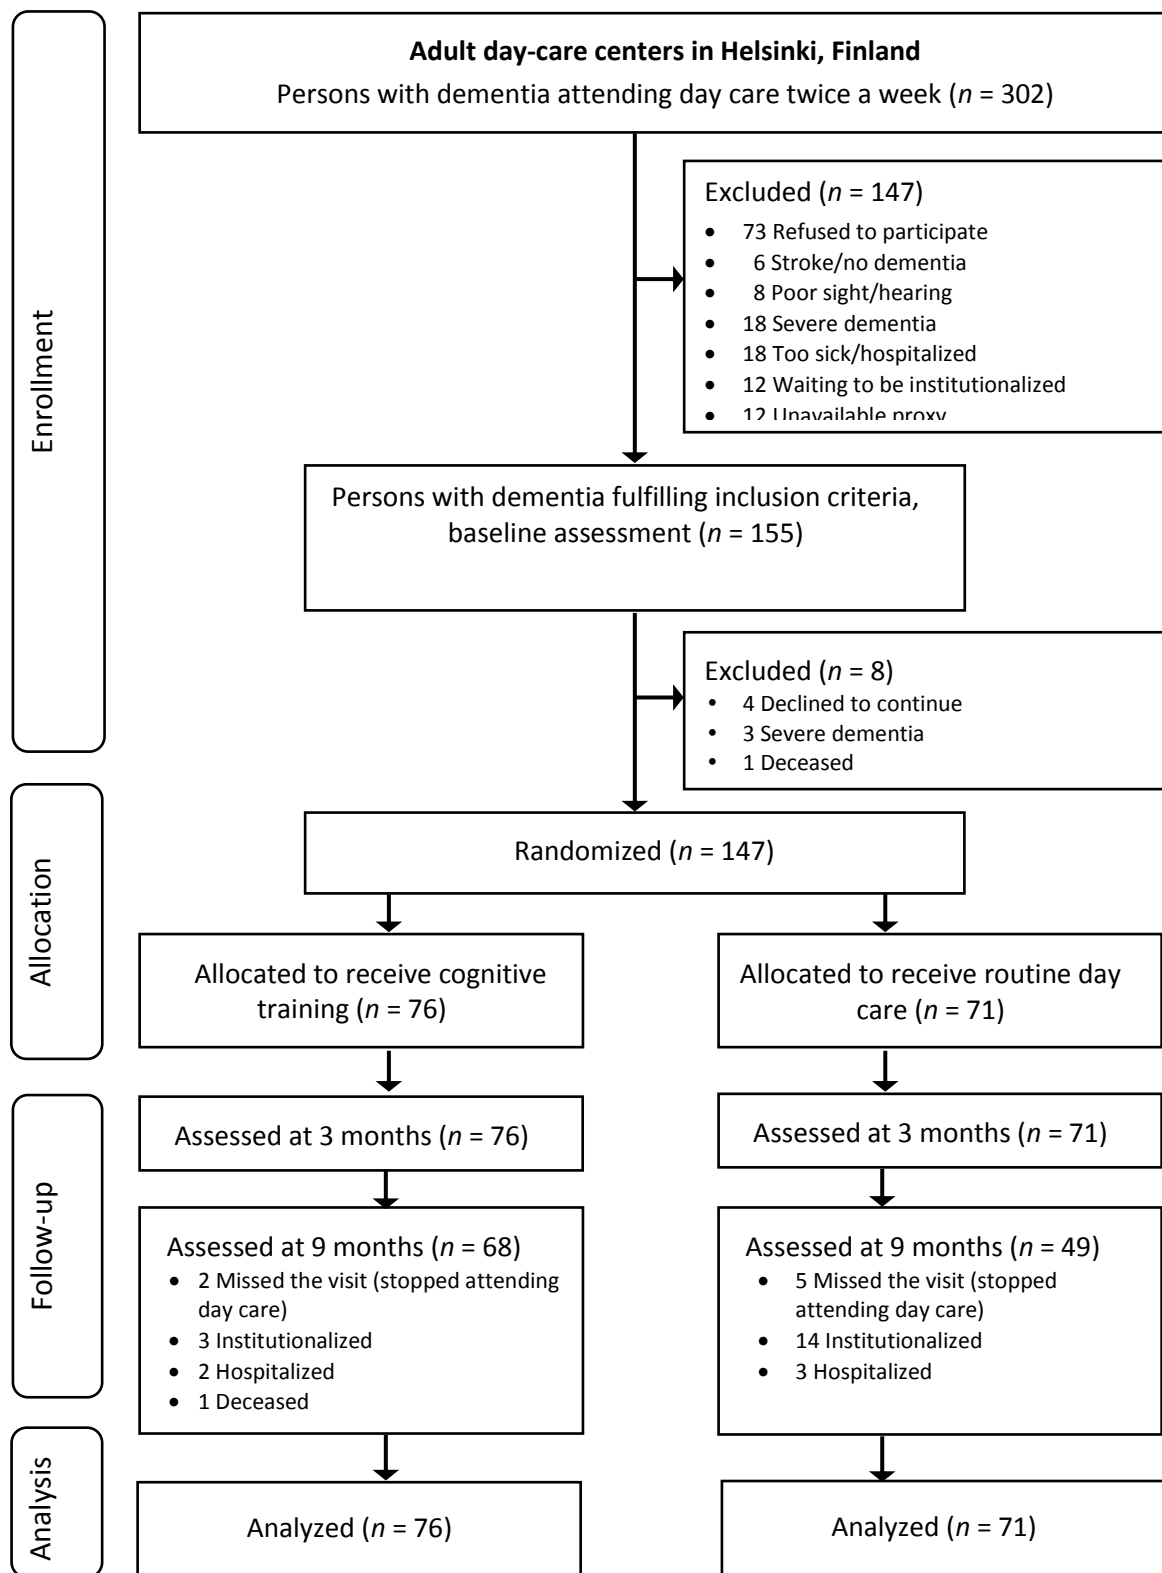 Enrollment
Adult day-care centers in Helsinki, Finland
Persons with dementia attending day care twice a week (n = 302)
Excluded (n = 147)
• 73 Refused to participate
• 6 Stroke/no dementia
• 8 Poor sight/hearing
• 18 Severe dementia
• 18 Too sick/hospitalized
• 12 Waiting to be institutionalized
• 12 Unavailable proxy
Persons with dementia fulfilling inclusion criteria,
baseline assessment (n = 155)
Excluded (n = 8)
• 4 Declined to continue
• 3 Severe dementia
• 1 Deceased
Allocation
Randomized (n = 147)
Allocated to receive cognitive
training (n = 76)
Allocated to receive routine day
care (n = 71)
Follow-up
Assessed at 3 months (n = 76)
Assessed at 3 months (n = 71)
Assessed at 9 months (n = 68)
• 2 Missed the visit (stopped attending
day care)
• 3 Institutionalized
• 2 Hospitalized
• 1 Deceased
Assessed at 9 months (n = 49)
• 5 Missed the visit (stopped
attending day care)
• 14 Institutionalized
• 3 Hospitalized
Analysis
Analyzed (n = 76)
Analyzed (n = 71)